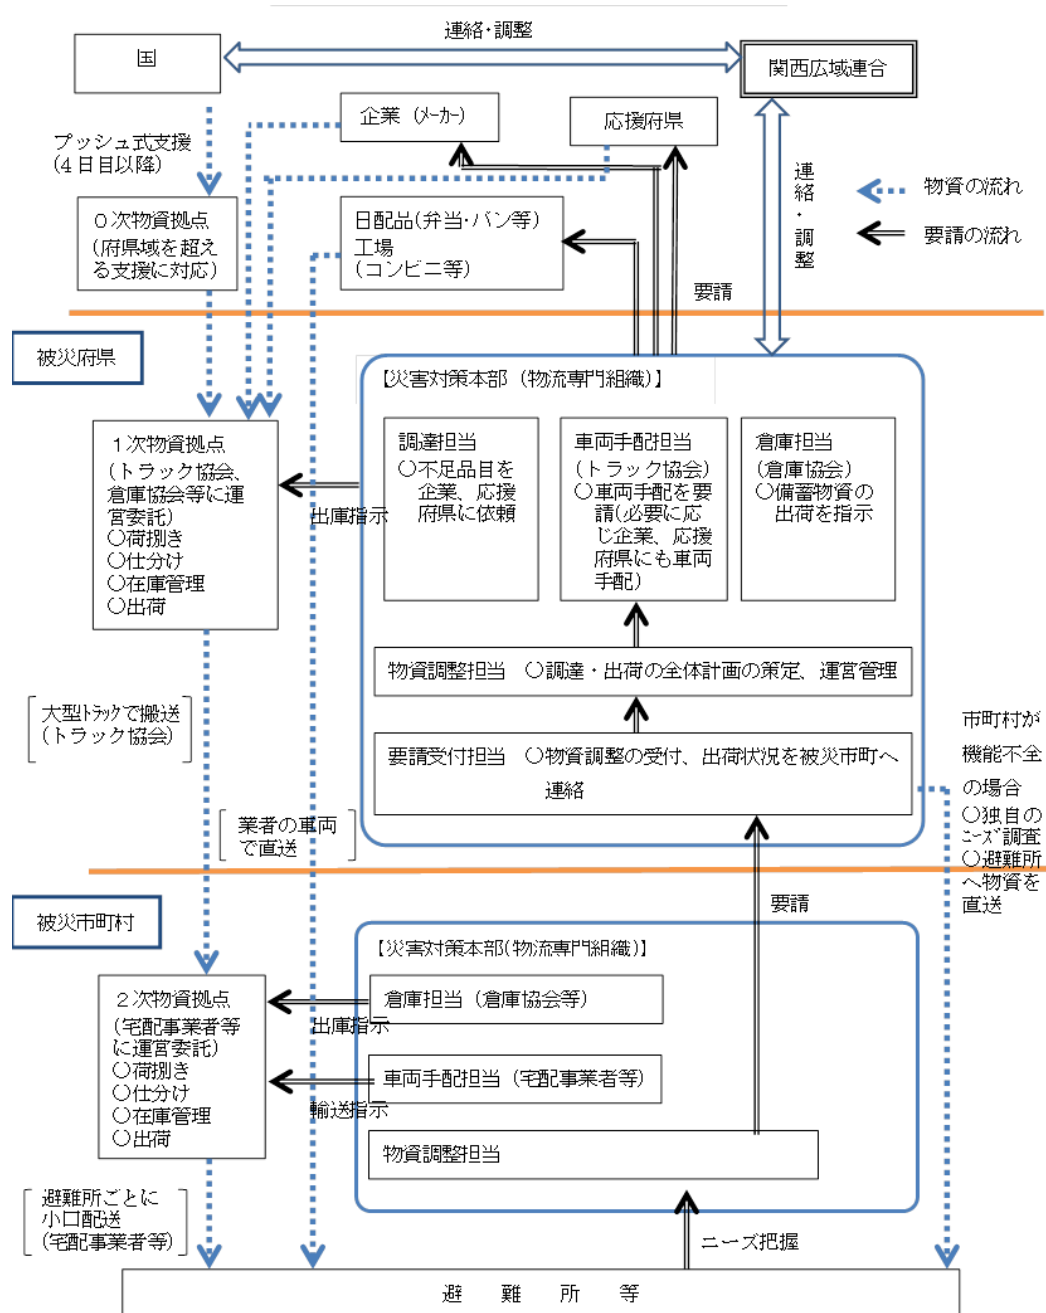 連絡・調整
国
関西広域連合
企業（メーカー）
応援府県
プッシュ式支援
(４日目以降)
連絡・調整
物資の流れ
要請の流れ
０次物資拠点
(府県域を超え
る支援に対応)
日配品(弁当・パン等)
工場
(コンビニ等)
要請
被災府県
【災害対策本部（物流専門組織)】
１次物資拠点
(トラック協会、
倉庫協会等に運
営委託)
○荷捌き
○仕分け
○在庫管理
○出荷
出庫指示
調達担当
○不足品目を
企業、応援
府県に依頼
車両手配担当
(トラック協会)
○車両手配を要
請(必要に応
じ企業、応援
府県にも車両
手配)
倉庫担当
(倉庫協会)
○備蓄物資の
出荷を指示
物資調整担当　○調達・出荷の全体計画の策定、運営管理
要請受付担当　○物資調整の受付、出荷状況を被災市町へ
連絡
大型トラックで搬送
(トラック協会)
業者の車両
で直送
市町村が
機能不全
の場合
○独自の
ニーズ調査
○避難所
へ物資を
直送
被災市町村
要請
【災害対策本部(物流専門組織)】
２次物資拠点
(宅配事業者等
に運営委託)
○荷捌き
○仕分け
○在庫管理
○出荷
倉庫担当（倉庫協会等）
出庫指示
車両手配担当（宅配事業者等）
輸送指示
物資調整担当
避難所ごとに
小口配送
(宅配事業者等)
ニーズ把握
避難所等